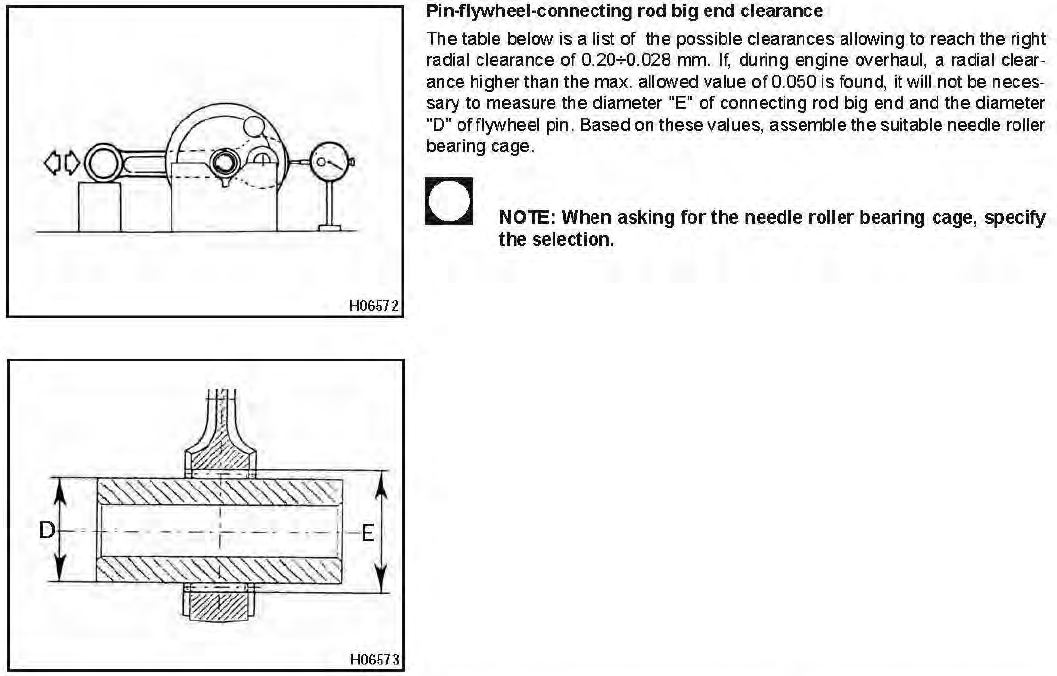 Pin-flywheel-connecting rod big end clearance
The table below is a list of the possible clearances allowing to reach the right
radial clearance of 0.20÷0.028 mm. If, during engine overhaul, a radial clear-
ance higher than the max. allowed value of 0.050 is found, it will not be neces-
sary to measure the diameter "E" of connecting rod big end and the diameter
"D" of flywheel pin. Based on these values, assemble the suitable needle roller
bearing cage.
NOTE: When asking for the needle roller bearing cage, specify
the selection.
H06572
D
E
H06573